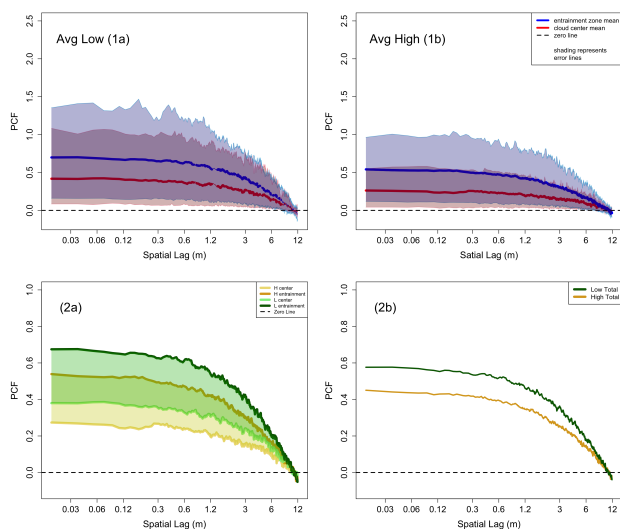 Avg Low (1a)
PCF
2.5
2.0
1.5
1.0
0.5
0.0
0.03 0.06 0.12 0.3 0.6 1.2 3 6 12
Spatial Lag (m)
Avg High (1b)
entrainment zone mean
cloud center mean
zero line
shading represents
error lines
PCF
2.5
2.0
1.5
1.0
0.5
0.0
0.03 0.06 0.12 0.3 0.6 1.2 3 6 12
Spatial Lag (m)
(2a)
H center
H entrainment
L center
L entrainment
Zero Line
PCF
1.0
0.8
0.6
0.4
0.2
0.0
0.03 0.06 0.12 0.3 0.6 1.2 3 6 12
Spatial Lag (m)
(2b)
Low Total
High Total
PCF
1.0
0.8
0.6
0.4
0.2
0.0
0.03 0.06 0.12 0.3 0.6 1.2 3 6 12
Spatial Lag (m)